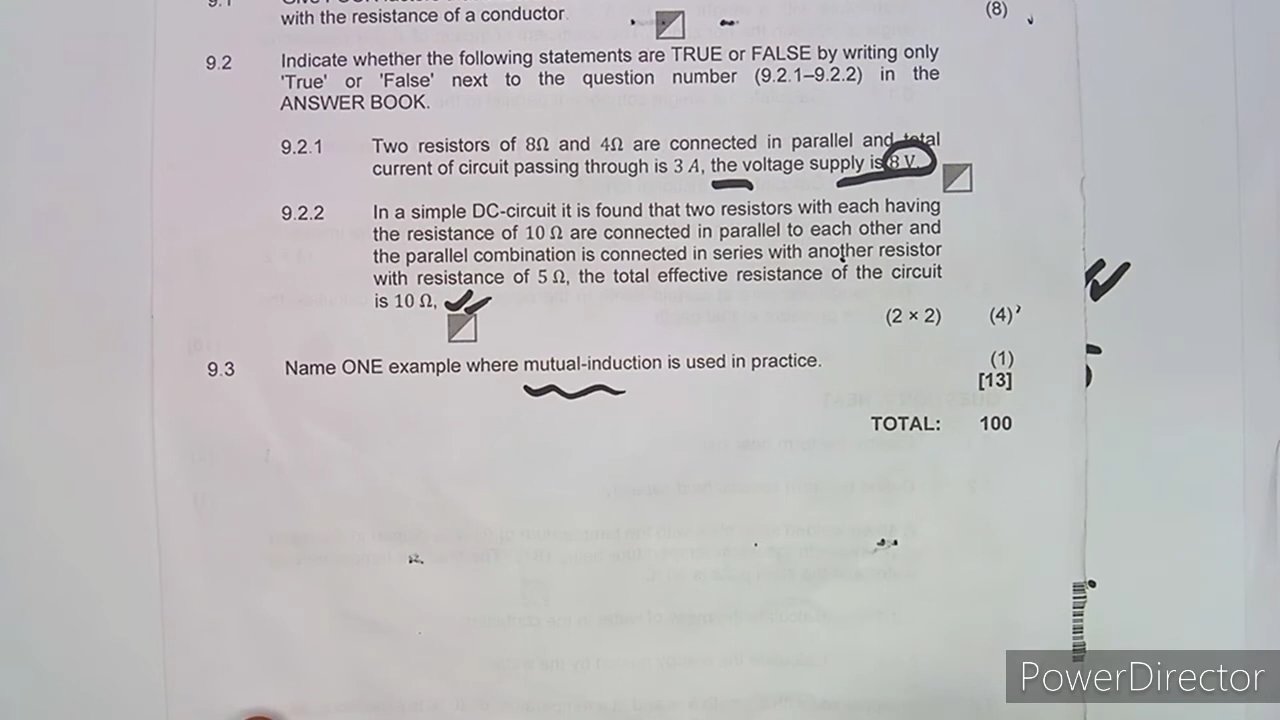 with the resistance of a conductor.
(8)
9.2 Indicate whether the following statements are TRUE or FALSE by writing only
'True' or 'False' next to the question number (9.2.1–9.2.2) in the
ANSWER BOOK.
9.2.1 Two resistors of 8Ω and 4Ω are connected in parallel and total
current of circuit passing through is 3 A, the voltage supply is 8 V.
9.2.2 In a simple DC-circuit it is found that two resistors with each having
the resistance of 10 Ω are connected in parallel to each other and
the parallel combination is connected in series with another resistor
with resistance of 5 Ω, the total effective resistance of the circuit
is 10 Ω,
(2 × 2) (4)
9.3 Name ONE example where mutual-induction is used in practice. (1)
[13]
TOTAL: 100
PowerDirector